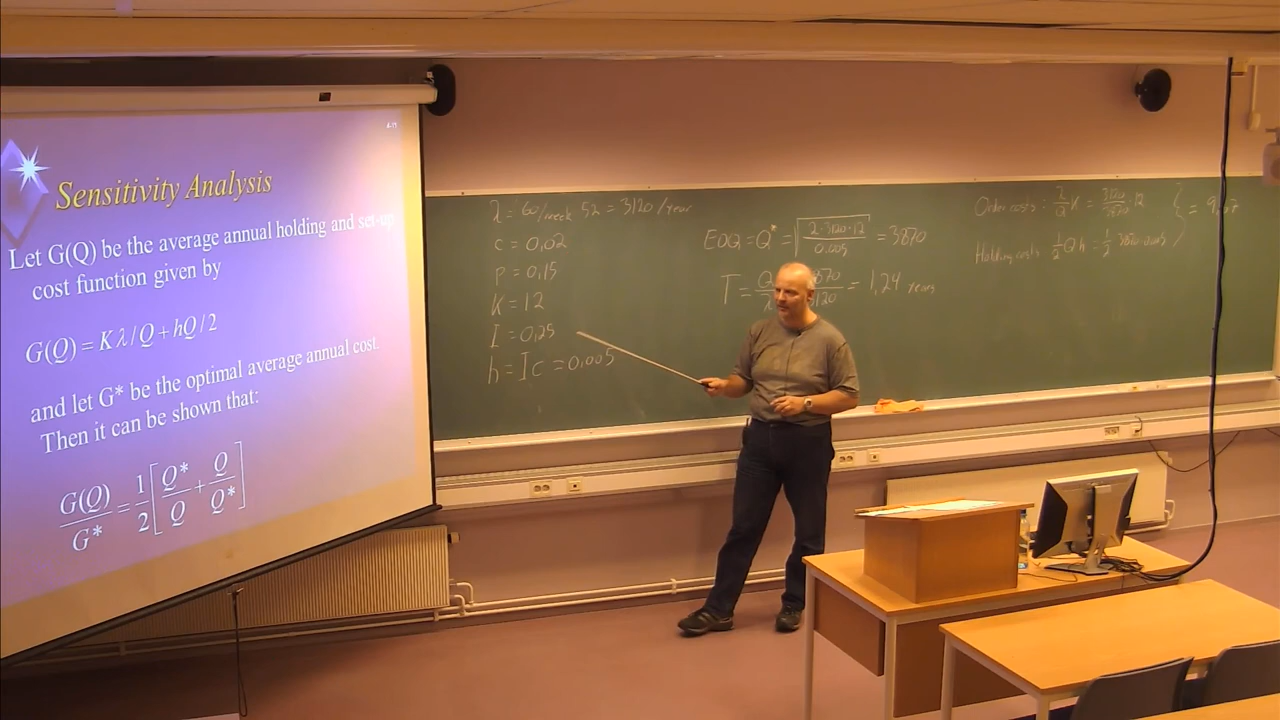 Sensitivity Analysis
Let G(Q) be the average annual holding and set-up
cost function given by
G(Q) = Kλ/Q + hQ/2
and let G* be the optimal average annual cost.
Then it can be shown that:
G(Q)/G* = 1/2[Q*/Q + Q/Q*]
λ = 60/week 52 = 3120/year
c = 0,02
p = 0,15
K = 12
I = 0,25
h = Ic = 0,005
EOQ = Q* = √(2·3120·12/0.005) = 3870
T = Q/λ 3870/3120 = 1,24 years
Order costs: λ/Q K = 3120/3870 · 12
Holding costs 1/2 Q h = 1/2